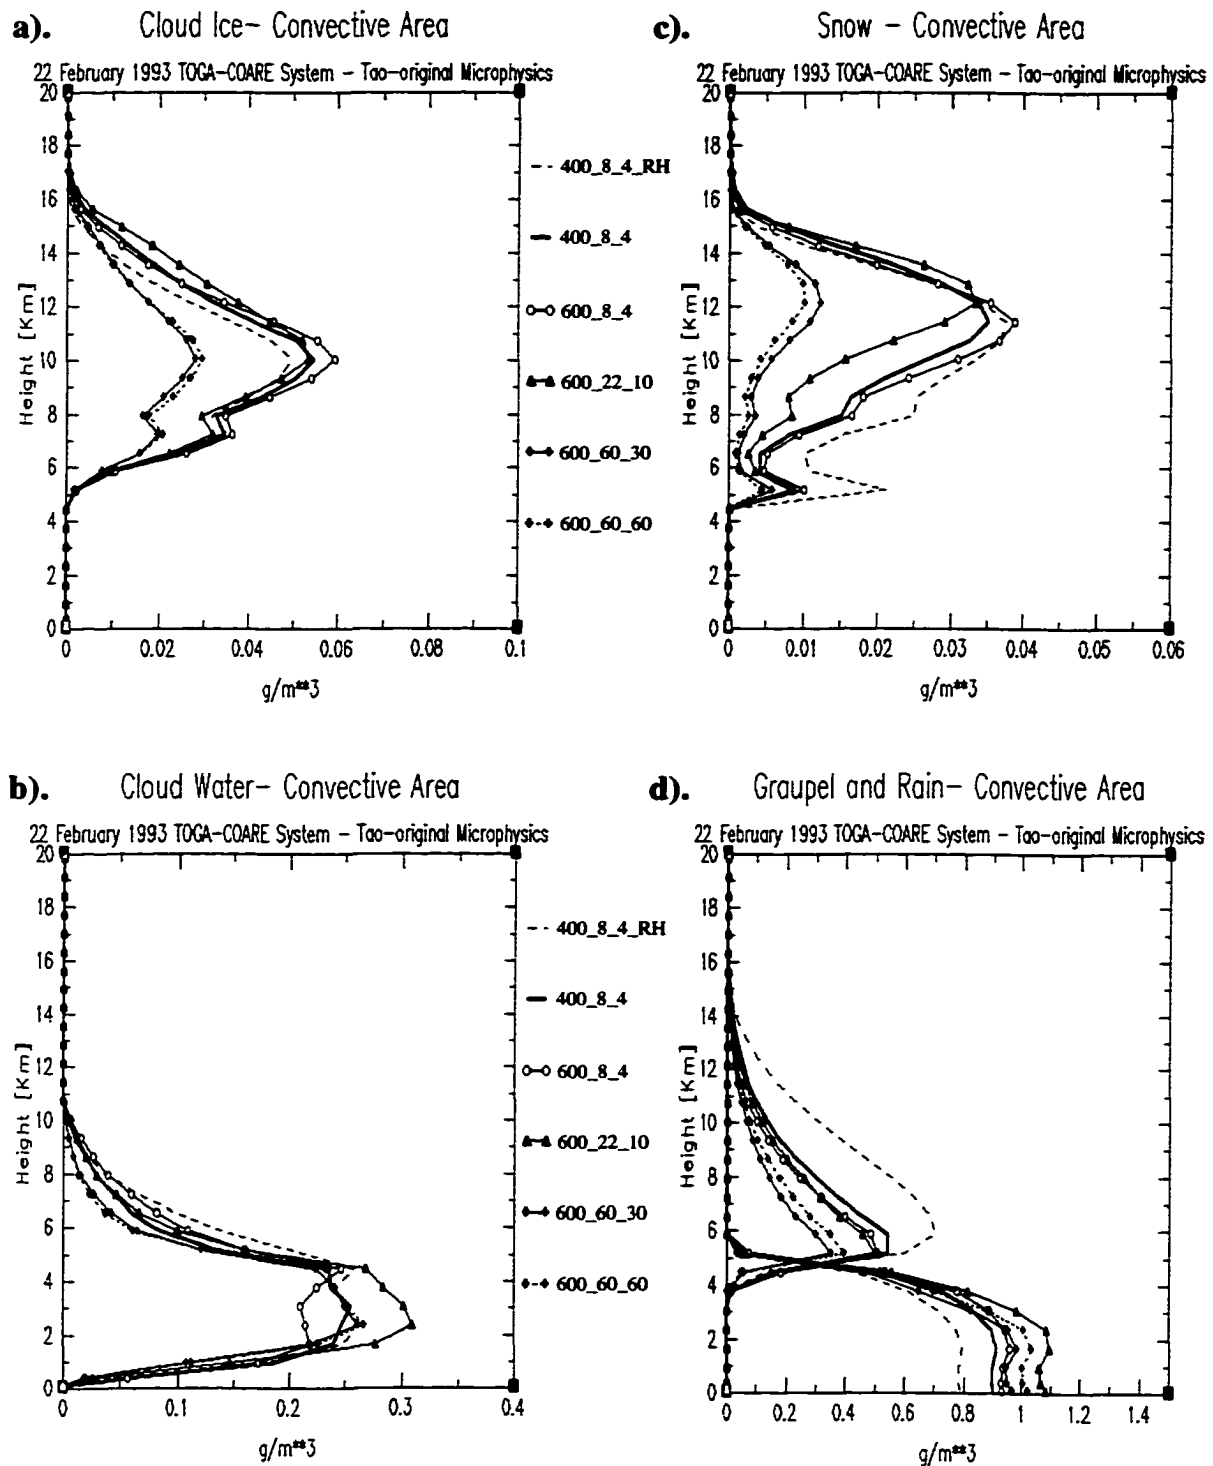 a). Cloud Ice- Convective Area
22 February 1993 TOGA-COARE System - Tao-original Microphysics
20
18
16
14
12
10
8
6
4
2
0
Height [Km]
0 0.02 0.04 0.06 0.08 0.1
g/m**3
400_8_4_RH
400_8_4
600_8_4
600_22_10
600_60_30
600_60_60
c). Snow - Convective Area
22 February 1993 TOGA-COARE System - Tao-original Microphysics
20
18
16
14
12
10
8
6
4
2
0
Height [Km]
0 0.01 0.02 0.03 0.04 0.05 0.06
g/m**3
b). Cloud Water- Convective Area
22 February 1993 TOGA-COARE System - Tao-original Microphysics
20
18
16
14
12
10
8
6
4
2
0
Height [Km]
0 0.1 0.2 0.3 0.4
g/m**3
400_8_4_RH
400_8_4
600_8_4
600_22_10
600_60_30
600_60_60
d). Graupel and Rain- Convective Area
22 February 1993 TOGA-COARE System - Tao-original Microphysics
20
18
16
14
12
10
8
6
4
2
0
Height [Km]
0 0.2 0.4 0.6 0.8 1 1.2 1.4
g/m**3